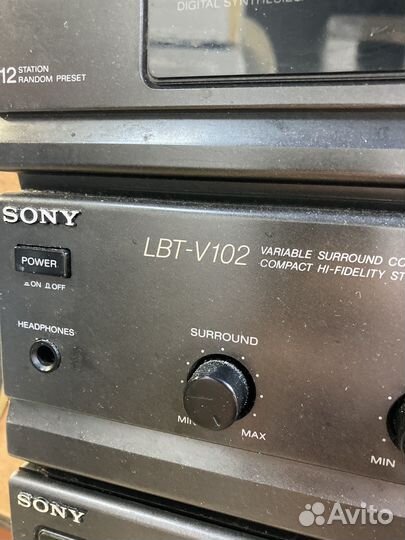 DIGITAL SYNTHESIZ
12 STATION
RANDOM PRESET
SONY
LBT-V102
VARIABLE SURROUND CO
COMPACT HI-FIDELITY ST
POWER
ON OFF
HEADPHONES
SURROUND
MIN
MAX
MIN
SONY
Avito